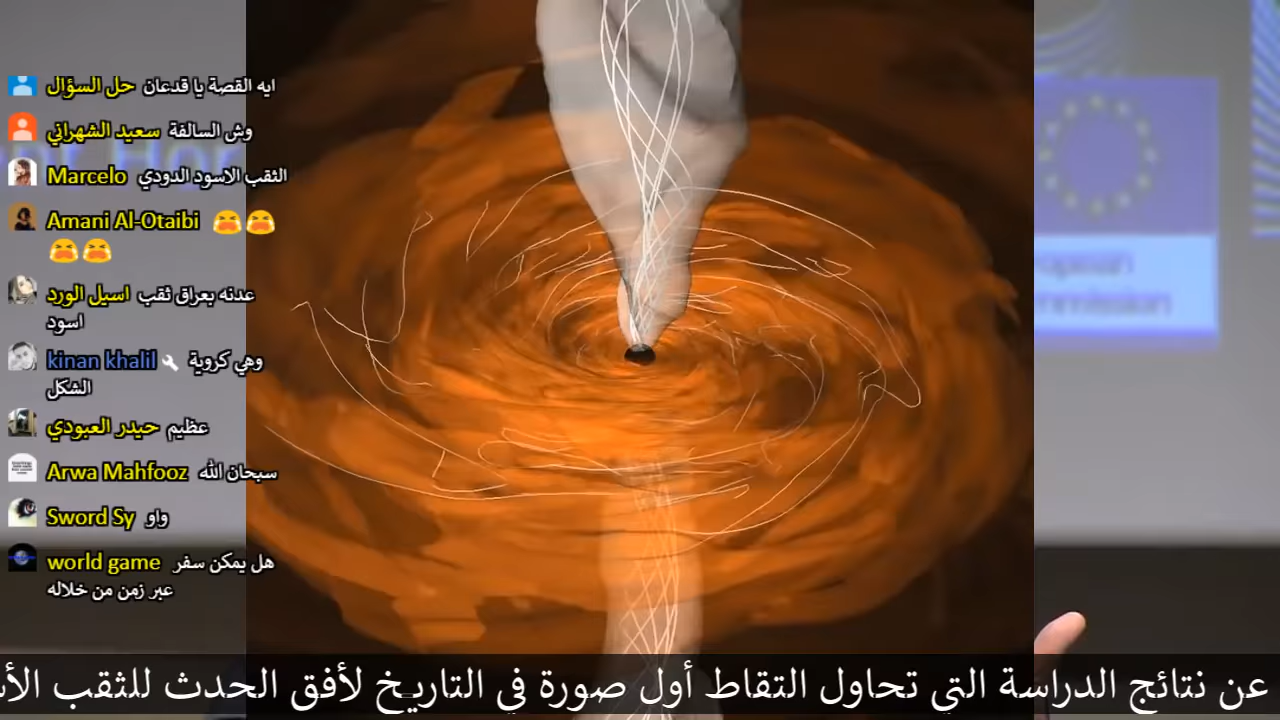 حل السؤال ايه القصة يا قدعان
سعيد الشهراني وش السالفة
Marcelo الثقب الاسود الدودي
Amani Al-Otaibi 😭😭
😭😭
اسيل الورد عدنه بعراق ثقب
اسود
kinan khalil وهي كروية
الشكل
حيدر العبودي عظيم
Arwa Mahfooz سبحان الله
Sword Sy واو
world game هل يمكن سفر
عبر زمن من خلاله
عن نتائج الدراسة التي تحاول التقاط أول صورة في التاريخ لأفق الحدث للثقب